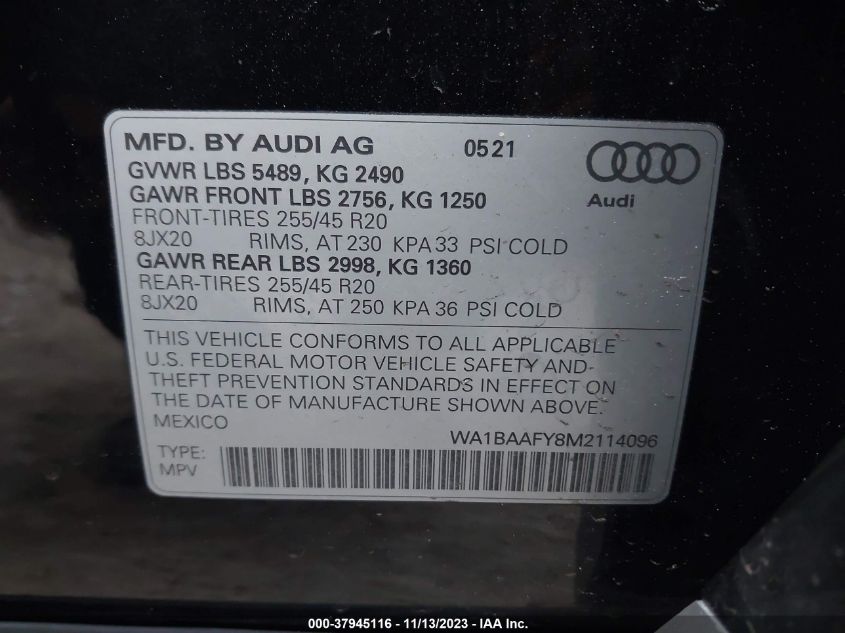 MFD. BY AUDI AG 0521
GVWR LBS 5489, KG 2490
GAWR FRONT LBS 2756, KG 1250
Audi
FRONT-TIRES 255/45 R20
8JX20 RIMS, AT 230 KPA 33 PSI COLD
GAWR REAR LBS 2998, KG 1360
REAR-TIRES 255/45 R20
8JX20 RIMS, AT 250 KPA 36 PSI COLD
THIS VEHICLE CONFORMS TO ALL APPLICABLE
U.S. FEDERAL MOTOR VEHICLE SAFETY AND
THEFT PREVENTION STANDARDS IN EFFECT ON
THE DATE OF MANUFACTURE SHOWN ABOVE.
MEXICO
WA1BAAFY8M2114096
TYPE:
MPV
000-37945116 - 11/13/2023 - IAA Inc.